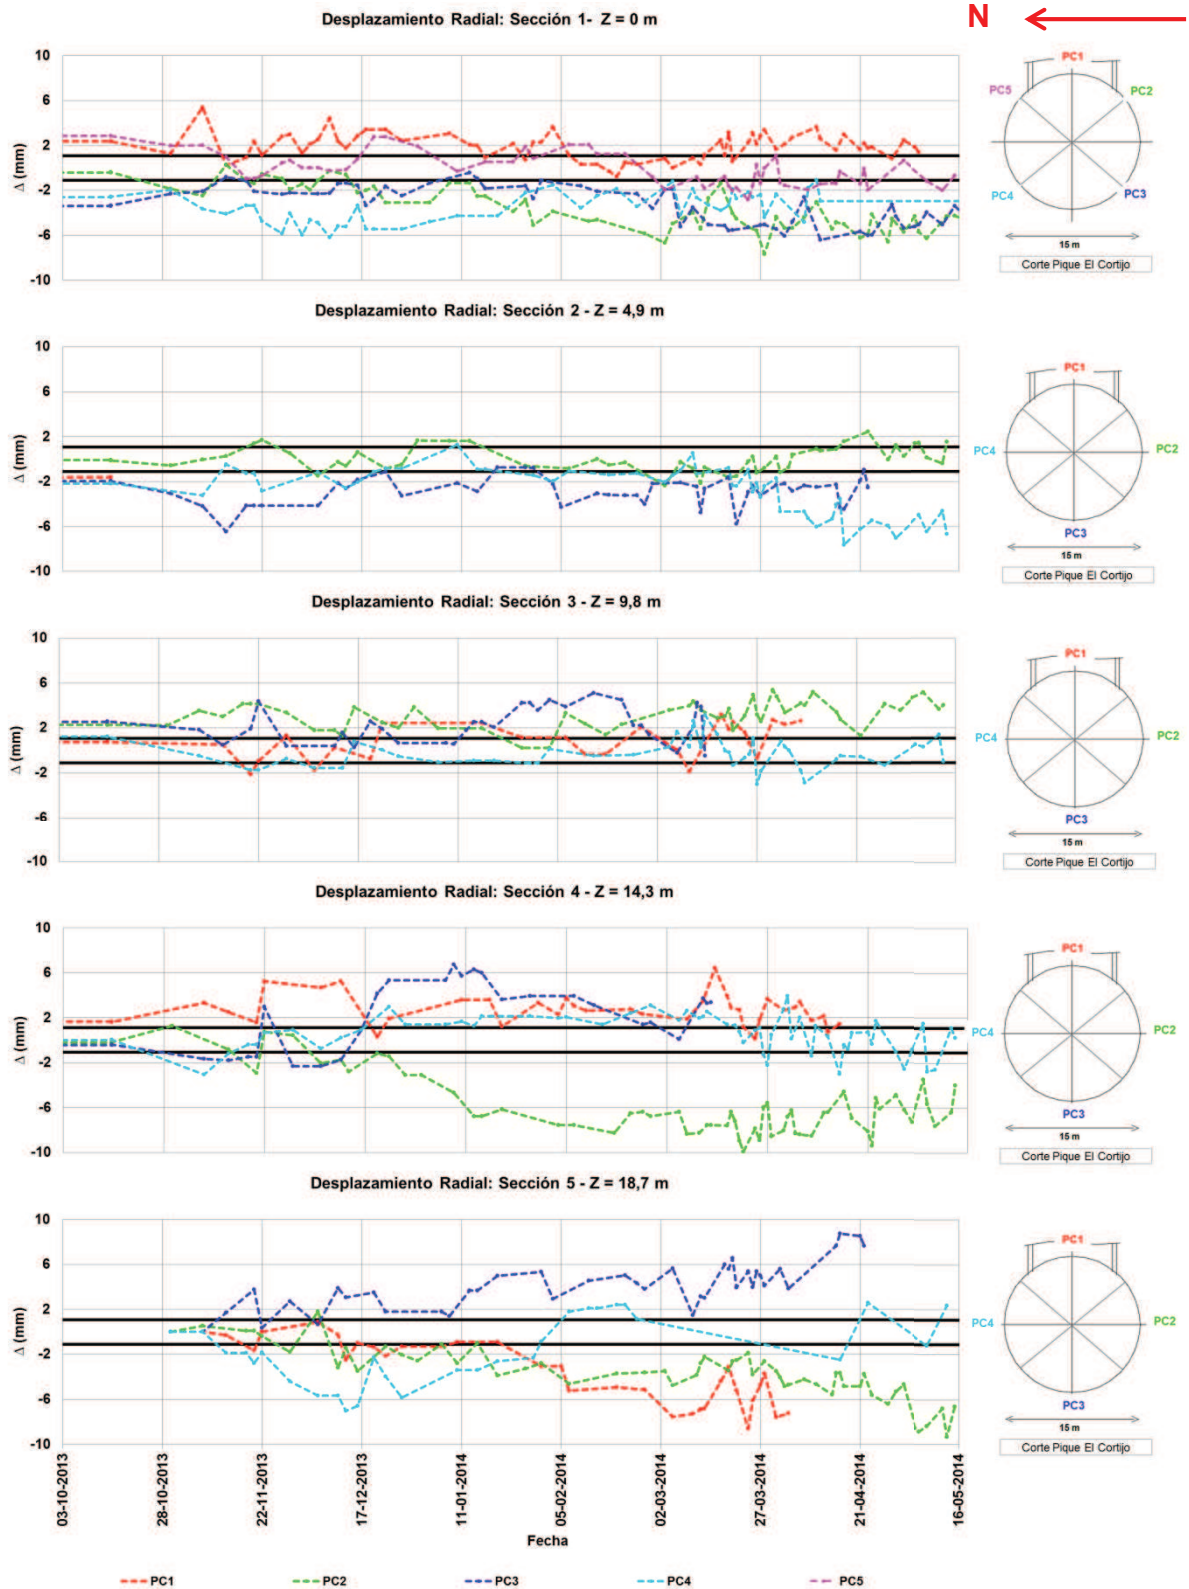 Desplazamiento Radial: Sección 1- Z = 0 m
N
10
6
2
-2
-6
-10
Δ (mm)
PC1
PC5
PC2
PC4
PC3
15 m
Corte Pique El Cortijo
Desplazamiento Radial: Sección 2 - Z = 4,9 m
10
6
2
-2
-6
-10
Δ (mm)
PC1
PC4
PC2
PC3
15 m
Corte Pique El Cortijo
Desplazamiento Radial: Sección 3 - Z = 9,8 m
10
6
2
-2
-6
-10
Δ (mm)
PC1
PC4
PC2
PC3
15 m
Corte Pique El Cortijo
Desplazamiento Radial: Sección 4 - Z = 14,3 m
10
6
2
-2
-6
-10
Δ (mm)
PC1
PC4
PC2
PC3
15 m
Corte Pique El Cortijo
Desplazamiento Radial: Sección 5 - Z = 18,7 m
10
6
2
-2
-6
-10
Δ (mm)
PC1
PC4
PC2
PC3
15 m
Corte Pique El Cortijo
03-10-2013
28-10-2013
22-11-2013
17-12-2013
11-01-2014
05-02-2014
02-03-2014
27-03-2014
21-04-2014
16-05-2014
Fecha
PC1
PC2
PC3
PC4
PC5